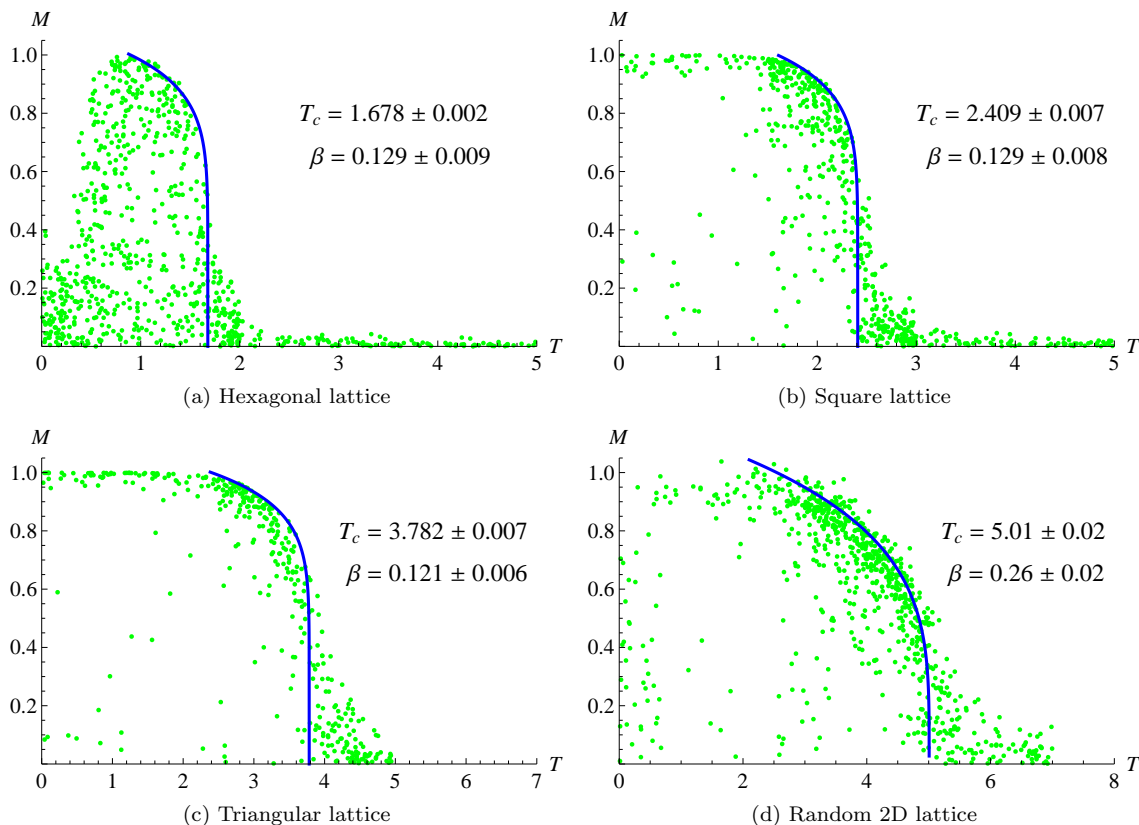 M
1.0
0.8
0.6
0.4
0.2
T_c = 1.678 ± 0.002
β = 0.129 ± 0.009
0 1 2 3 4 5 T
(a) Hexagonal lattice
M
1.0
0.8
0.6
0.4
0.2
T_c = 2.409 ± 0.007
β = 0.129 ± 0.008
0 1 2 3 4 5 T
(b) Square lattice
M
1.0
0.8
0.6
0.4
0.2
T_c = 3.782 ± 0.007
β = 0.121 ± 0.006
0 1 2 3 4 5 6 7 T
(c) Triangular lattice
M
1.0
0.8
0.6
0.4
0.2
T_c = 5.01 ± 0.02
β = 0.26 ± 0.02
0 2 4 6 8 T
(d) Random 2D lattice